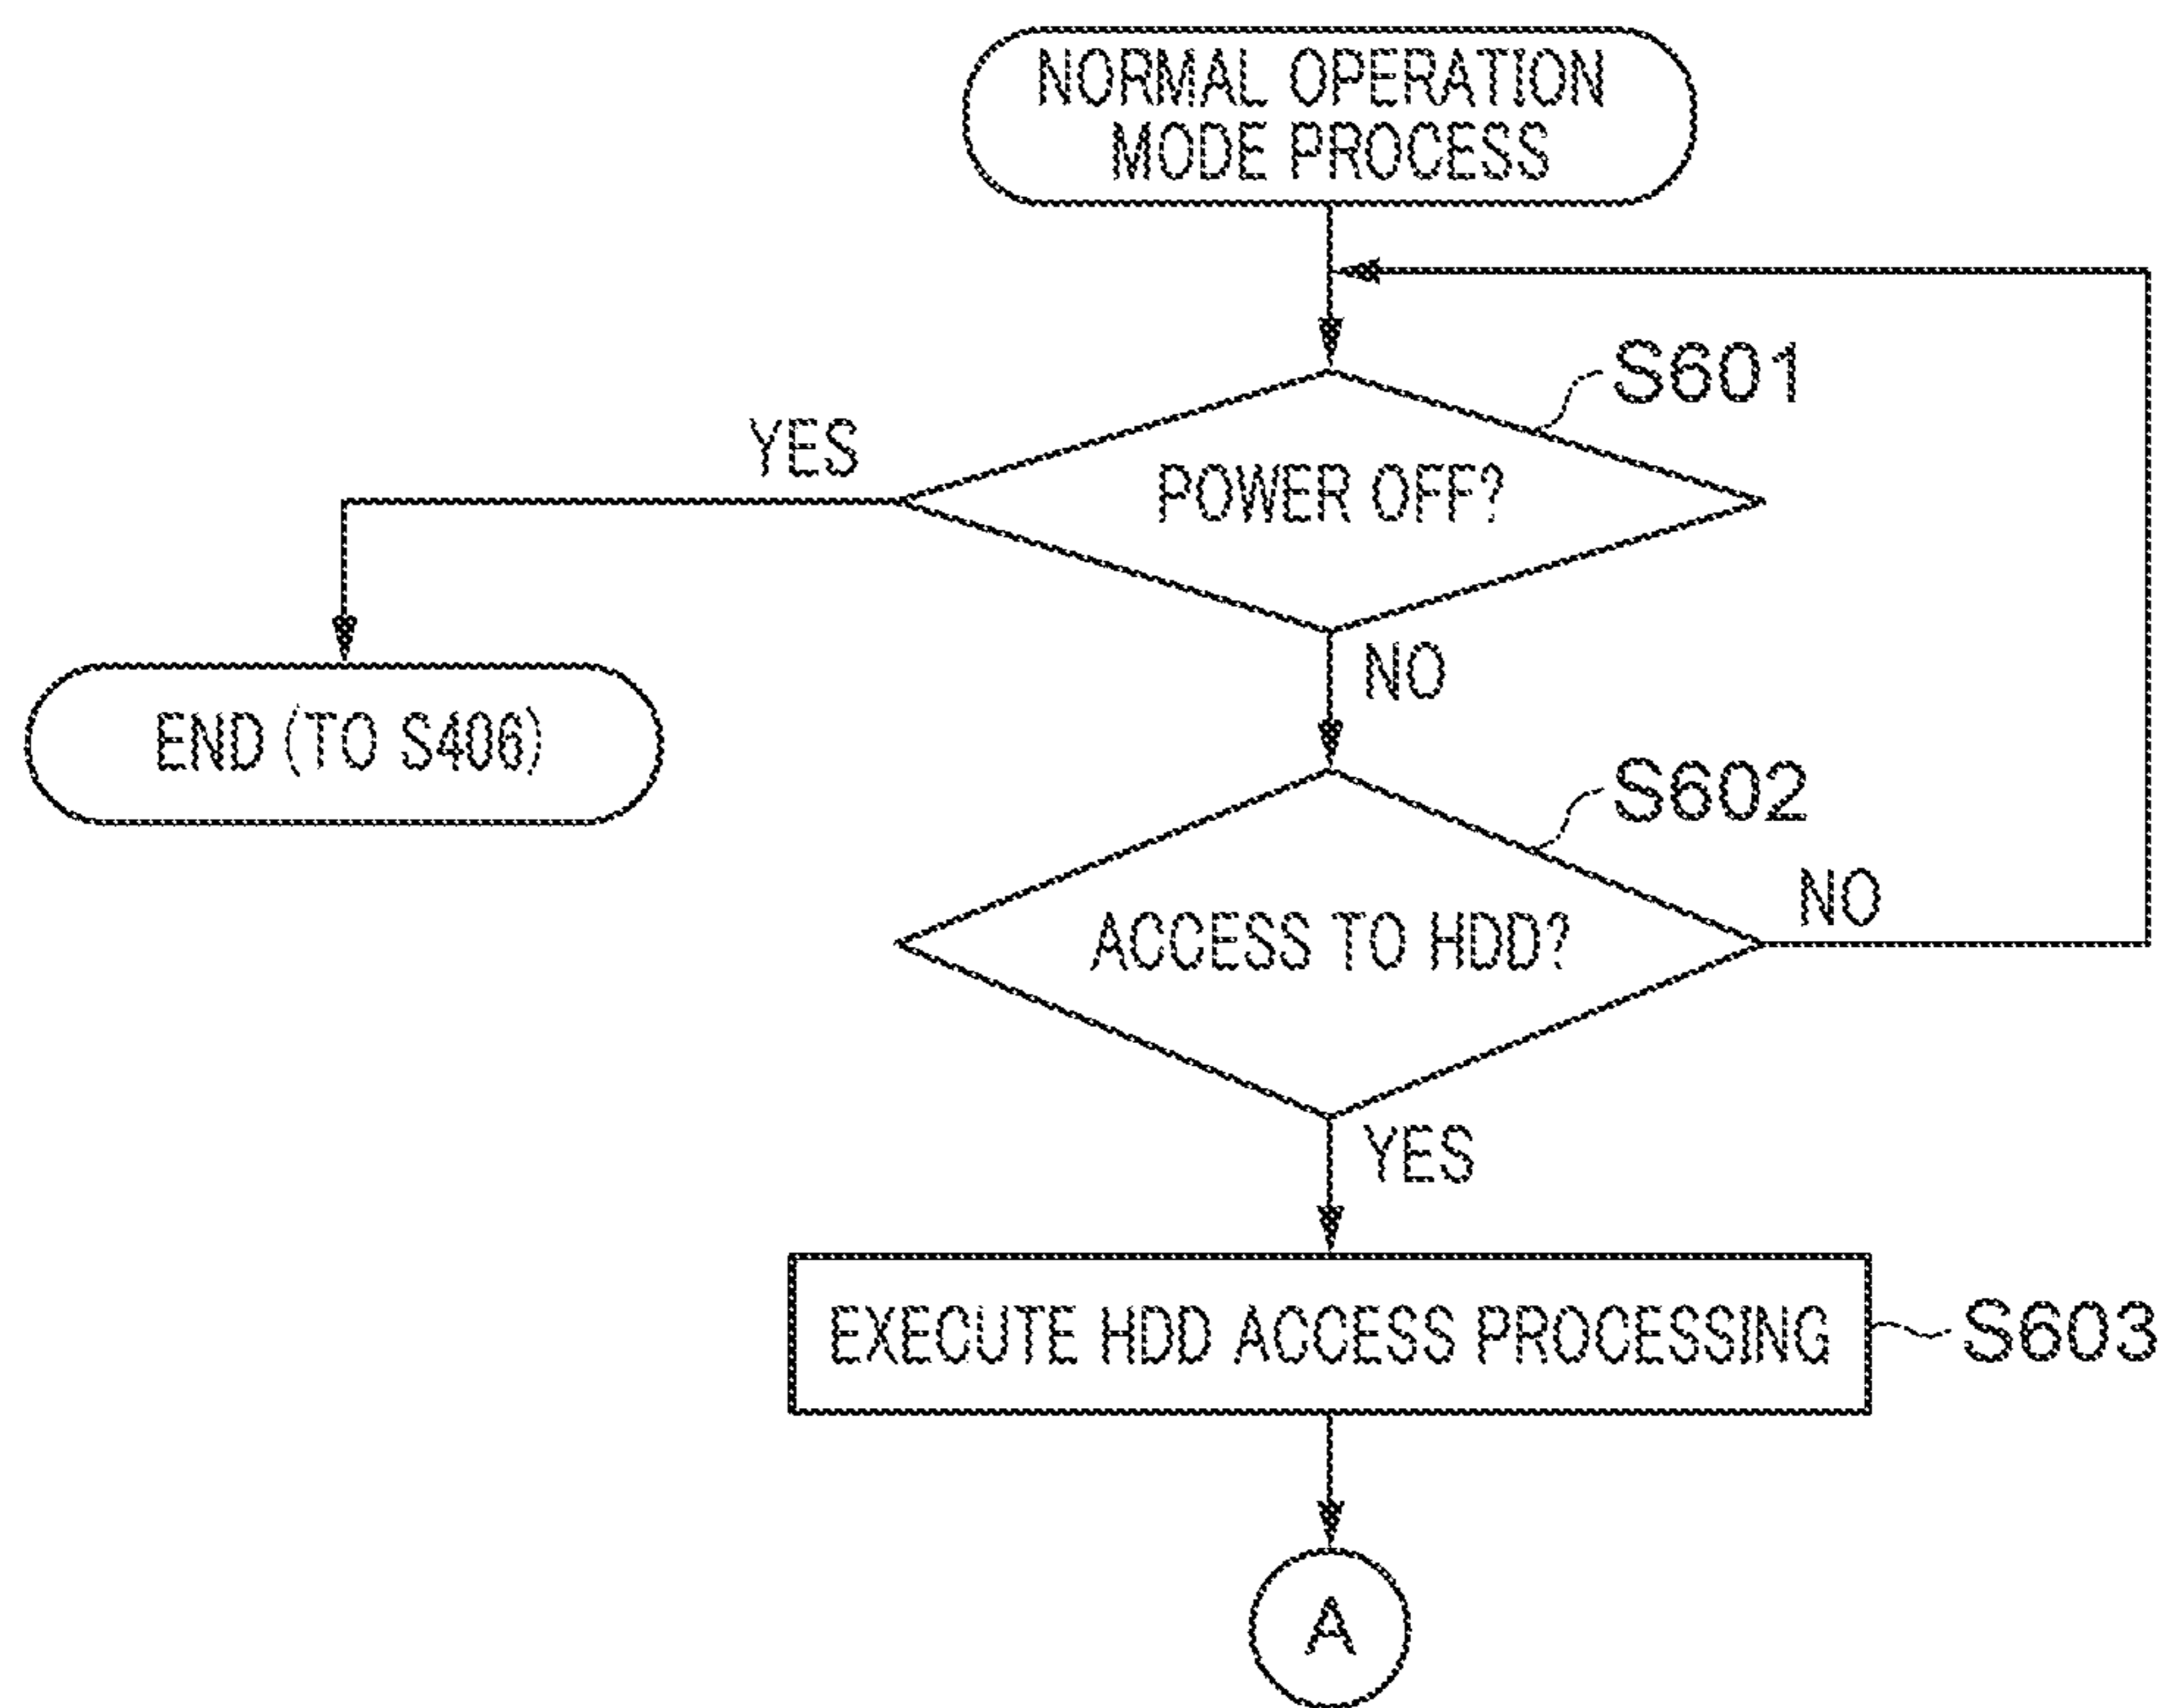 NORMAL OPERATION
MODE PROCESS
S601
YES
POWER OFF?
NO
END (TO S406)
S602
NO
ACCESS TO HDD?
YES
EXECUTE HDD ACCESS PROCESSING
S603
A